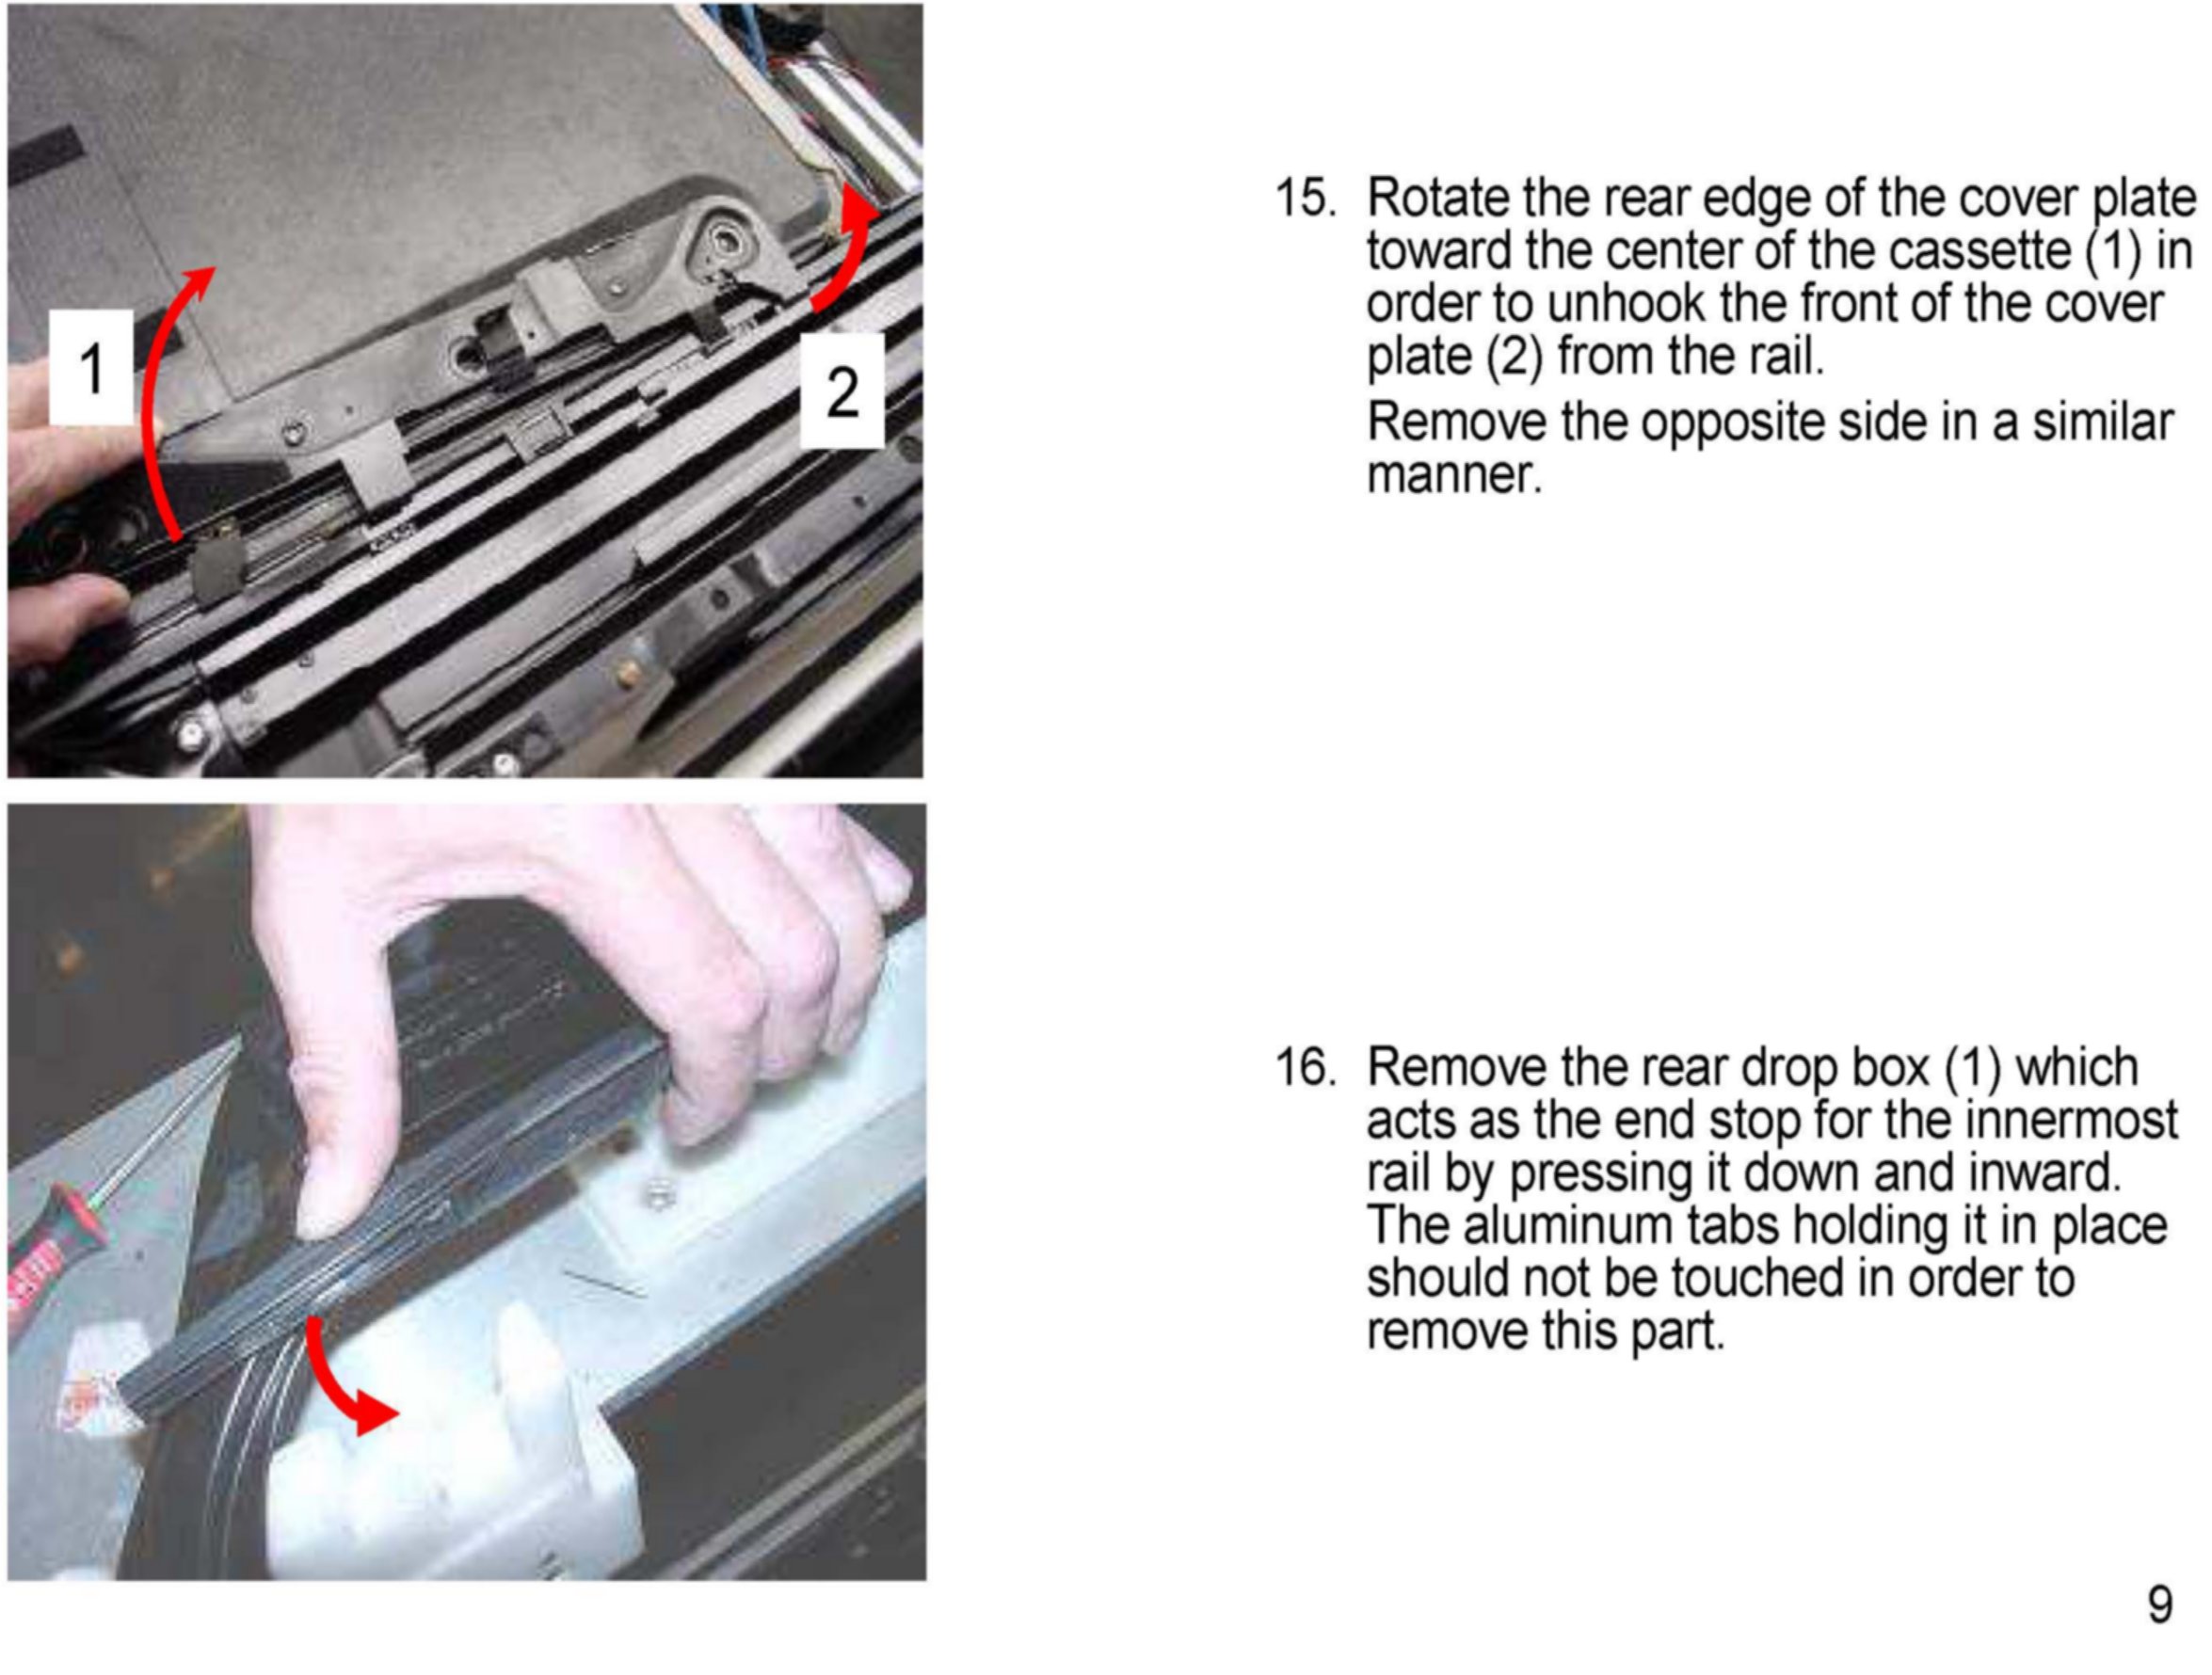 1
2
15. Rotate the rear edge of the cover plate
toward the center of the cassette (1) in
order to unhook the front of the cover
plate (2) from the rail.
Remove the opposite side in a similar
manner.
16. Remove the rear drop box (1) which
acts as the end stop for the innermost
rail by pressing it down and inward.
The aluminum tabs holding it in place
should not be touched in order to
remove this part.
9